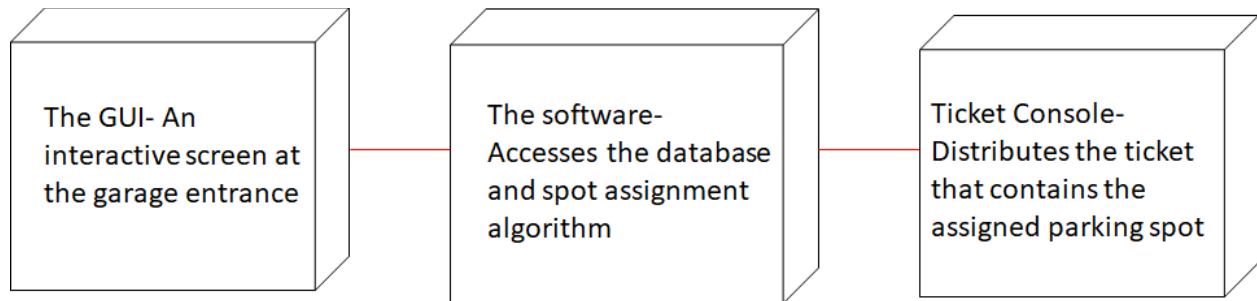 The GUI- An
interactive screen at
the garage entrance
The software-
Accesses the database
and spot assignment
algorithm
Ticket Console-
Distributes the ticket
that contains the
assigned parking spot